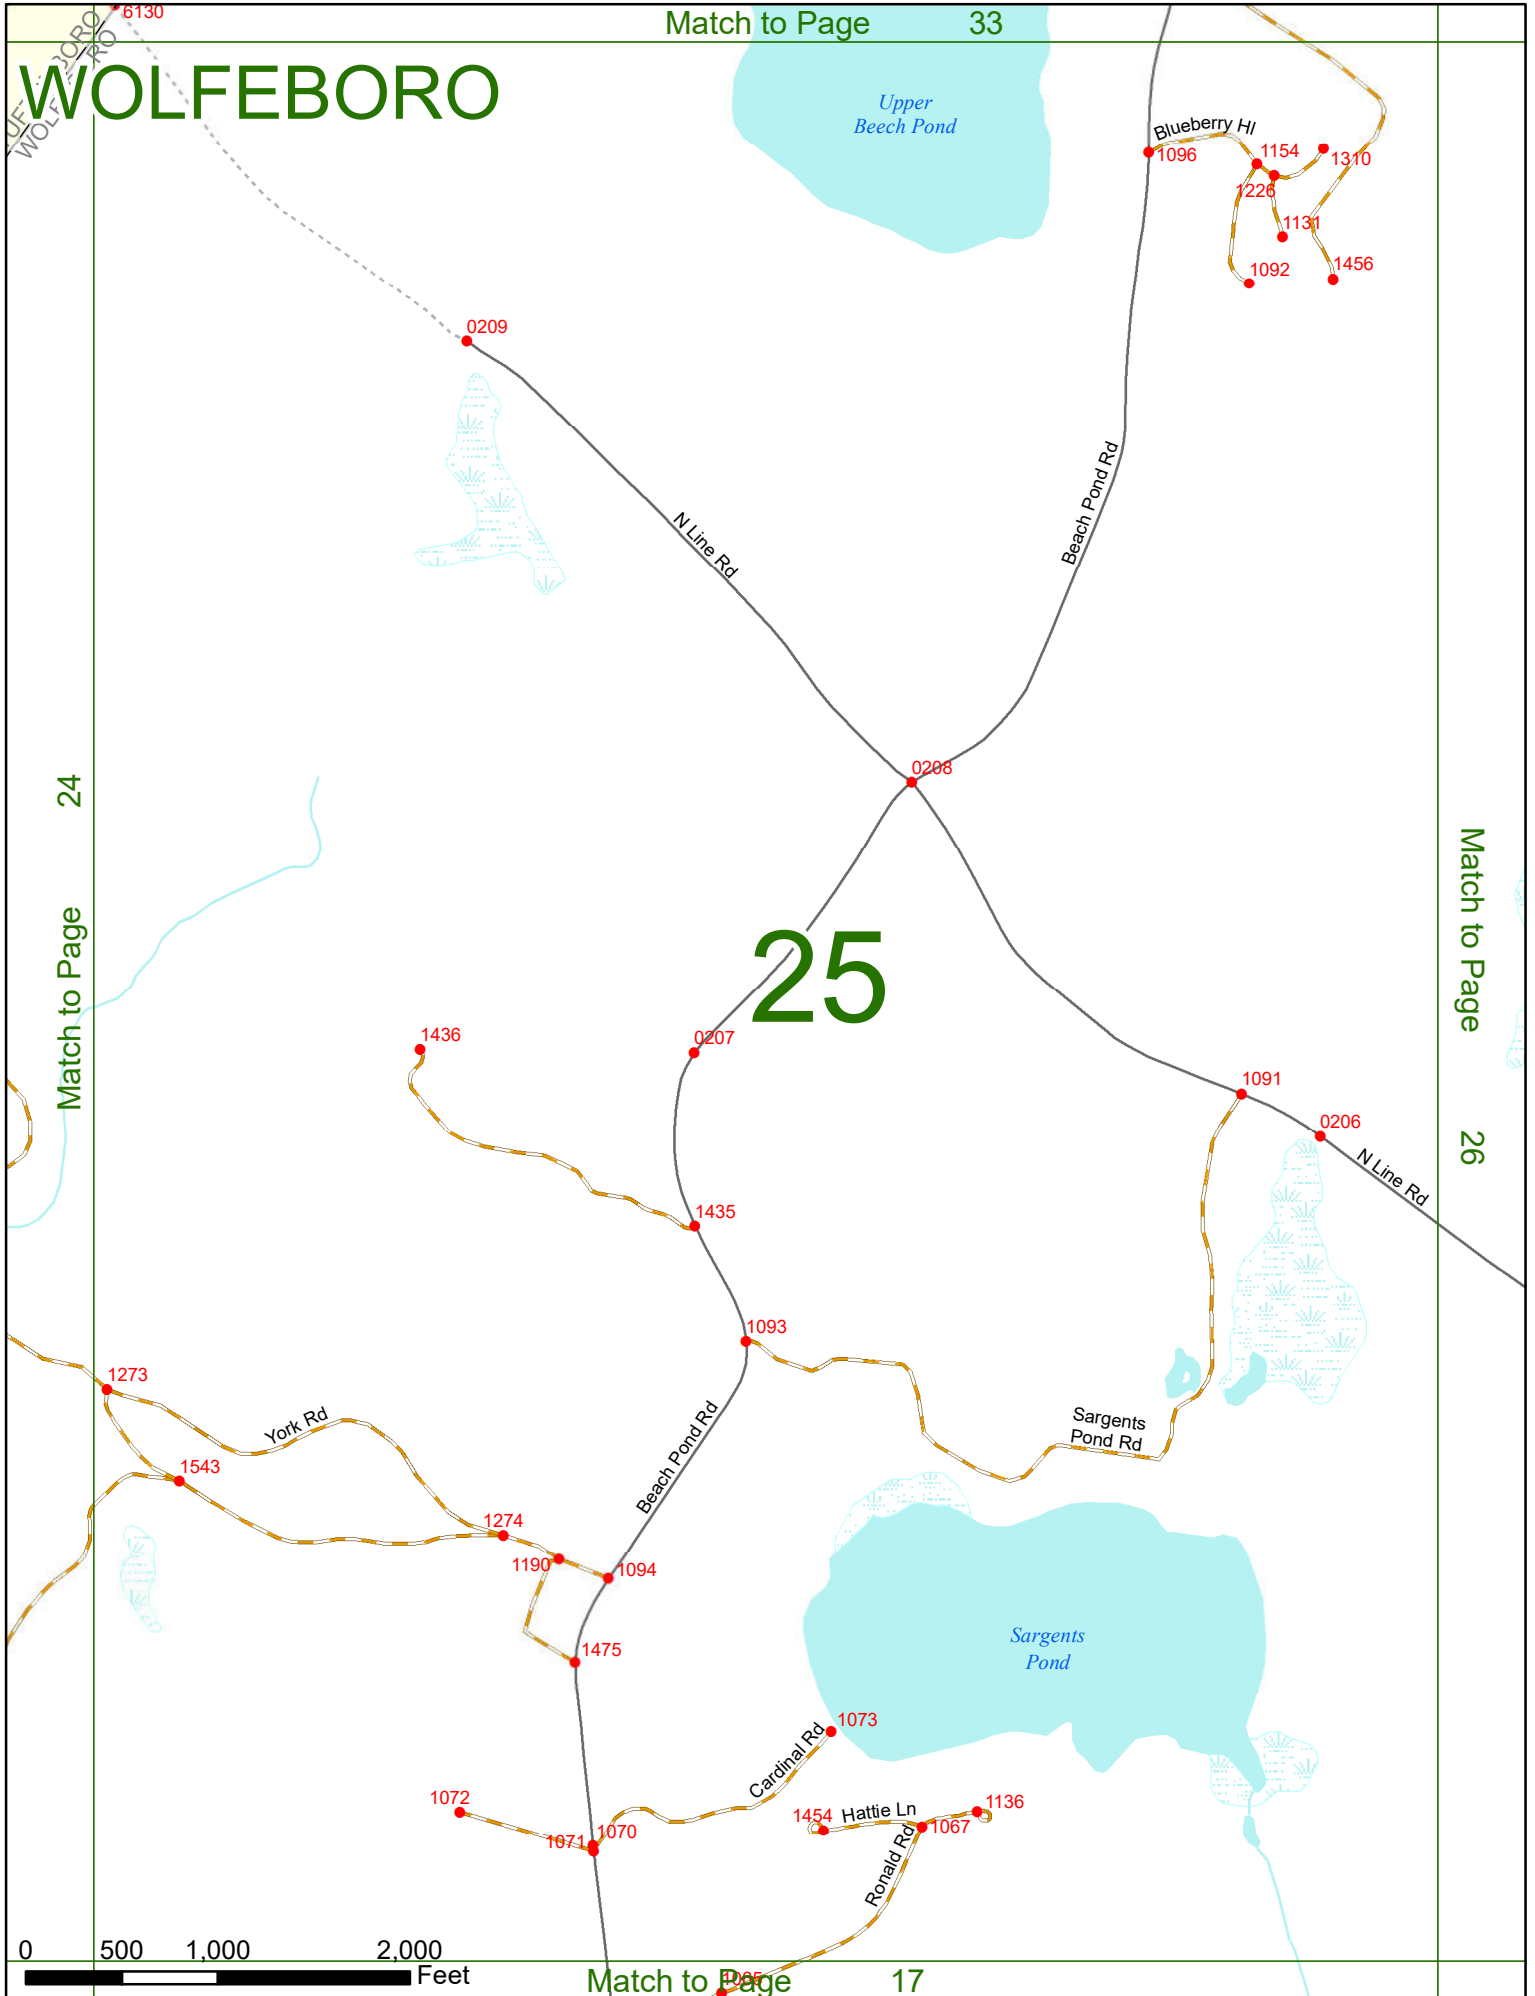 6130
Match to Page 33
WOLFEBORO
WOLFEBORO
Upper
Beech Pond
Blueberry Hl
1096
1154
1310
1226
1131
1092
1456
0209
N Line Rd
Beach Pond Rd
0208
24
Match to Page
Match to Page
26
25
1436
0207
1091
0206
N Line Rd
1435
1093
1273
York Rd
Beach Pond Rd
Sargents
Pond Rd
1543
1274
1190
1094
1475
Sargents
Pond
1073
Cardinal Rd
1072
1454
Hattie Ln
1136
1067
1070
1071
Ronald Rd
0 500 1,000 2,000
Feet
Match to Page 17